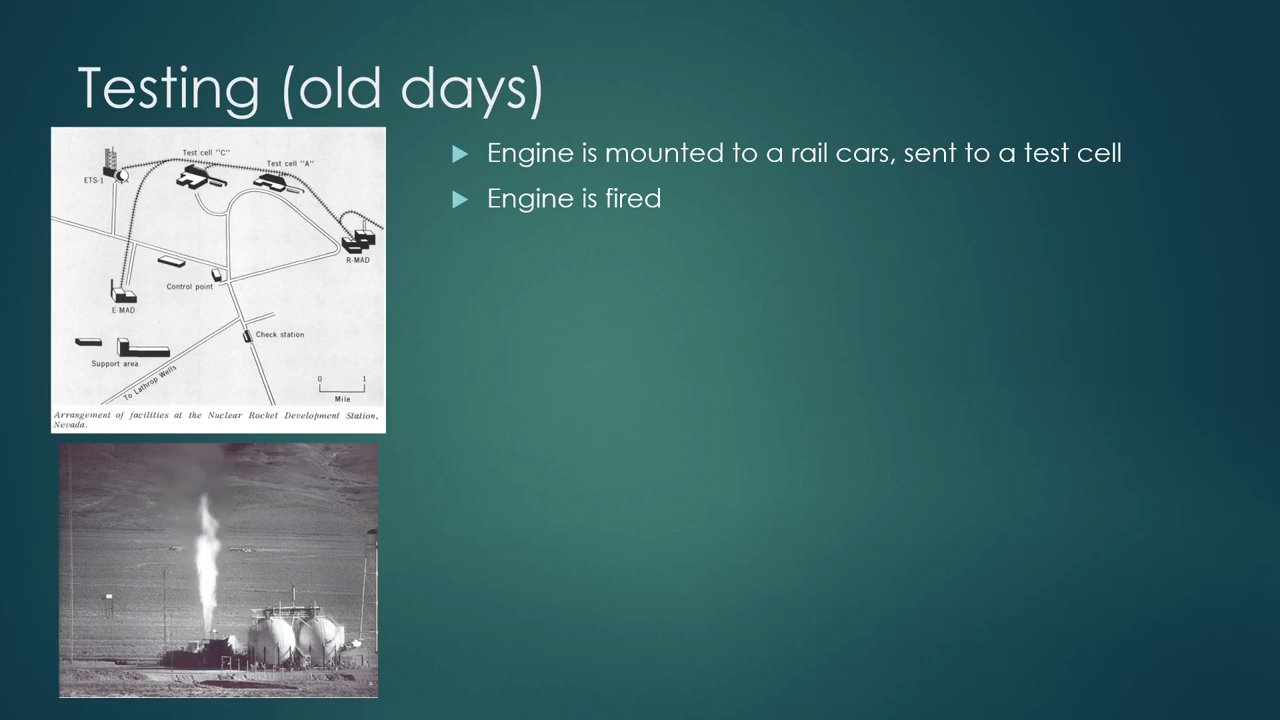 Testing (old days)
Test cell "C"
Test cell "A"
ETS-1
R-MAD
Control point
E-MAD
Check station
Support area
To Lathrop Wells
0 1
Mile
Arrangement of facilities at the Nuclear Rocket Development Station,
Nevada.
Engine is mounted to a rail cars, sent to a test cell
Engine is fired